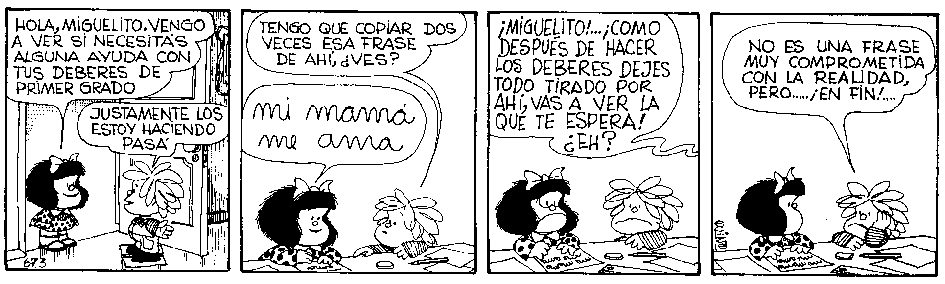 HOLA, MIGUELITO. VENGO
A VER SI NECESITÁS
ALGUNA AYUDA CON
TUS DEBERES DE
PRIMER GRADO
JUSTAMENTE LOS
ESTOY HACIENDO
PASÁ
673
TENGO QUE COPIAR DOS
VECES ESA FRASE
DE AHÍ, ¿VES?
mi mamá
me ama
¡MIGUELITO!...¡COMO
DESPUÉS DE HACER
LOS DEBERES DEJES
TODO TIRADO POR
AHÍ, VAS A VER LA
QUE TE ESPERA!
¿EH?
NO ES UNA FRASE
MUY COMPROMETIDA
CON LA REALIDAD,
PERO.....¡EN FIN!...